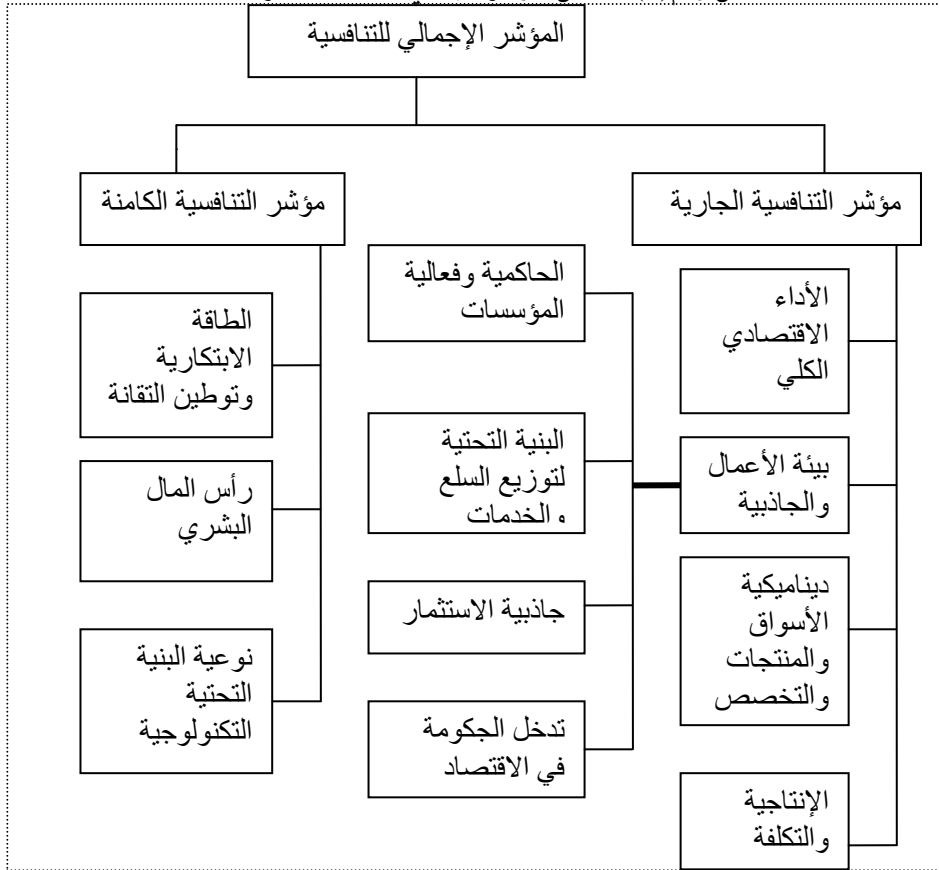 المؤشر الإجمالي للتنافسية
مؤشر التنافسية الجارية
مؤشر التنافسية الكامنة
الأداء
الاقتصادي
الكلي
بيئة الأعمال
والجاذبية
ديناميكية
الأسواق
والمنتجات
والتخصص
الإنتاجية
والتكلفة
الحاكمية وفعالية
المؤسسات
البنية التحتية
لتوزيع السلع
والخدمات
جاذبية الاستثمار
تدخل الجكومة
في الاقتصاد
الطاقة
الابتكارية
وتوطين التقانة
رأس المال
البشري
نوعية البنية
التحتية
التكنولوجية